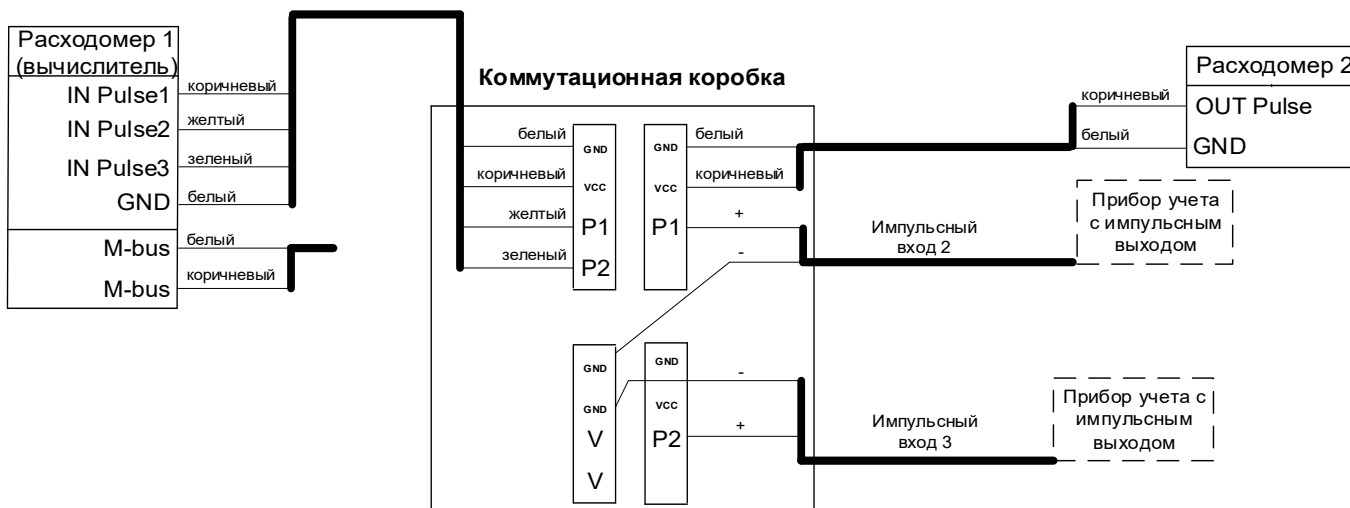 Расходомер 1
(вычислитель)
IN Pulse1
коричневый
IN Pulse2
желтый
IN Pulse3
зеленый
GND
белый
M-bus
белый
M-bus
коричневый
Коммутационная коробка
белый
GND
коричневый
VCC
желтый
P1
зеленый
P2
GND
белый
VCC
коричневый
P1
+
-
Импульсный
вход 2
GND
GND
V
V
GND
VCC
P2
-
+
Импульсный
вход 3
Расходомер 2
коричневый
OUT Pulse
белый
GND
Прибор учета
с импульсным
выходом
Прибор учета с
импульсным
выходом